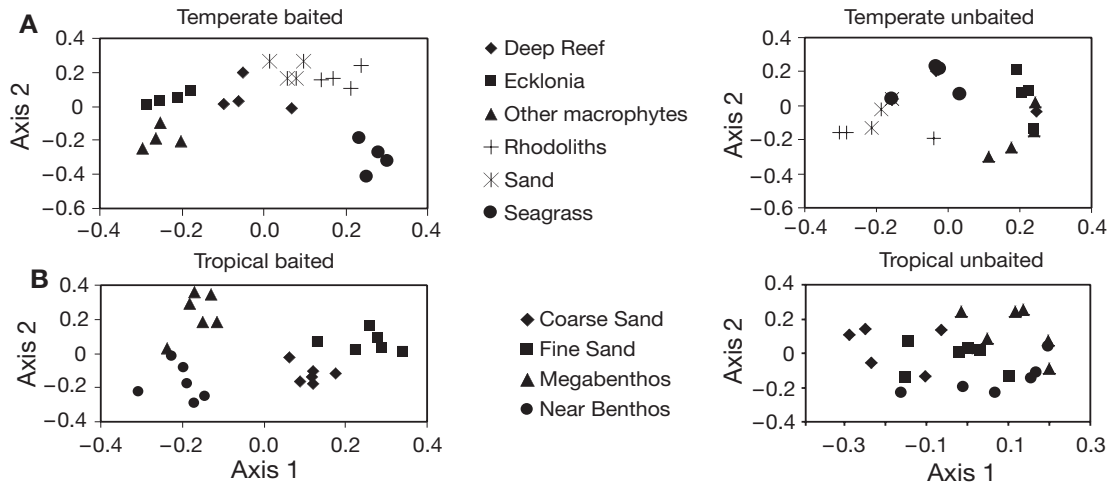 A
Temperate baited
Temperate unbaited
0.4
0.2
0
−0.2
−0.4
−0.6
Axis 2
−0.4
−0.2
0.0
0.2
0.4
Deep Reef
Ecklonia
Other macrophytes
Rhodoliths
Sand
Seagrass
0.4
0.2
0
−0.2
−0.4
−0.6
Axis 2
−0.4
−0.2
0.0
0.2
0.4
B
Tropical baited
Tropical unbaited
0.4
0.2
0
−0.2
−0.4
Axis 2
−0.4
−0.2
0.0
0.2
0.4
Axis 1
Coarse Sand
Fine Sand
Megabenthos
Near Benthos
0.4
0.2
0
−0.2
−0.4
Axis 2
−0.3
−0.1
0.1
0.3
Axis 1